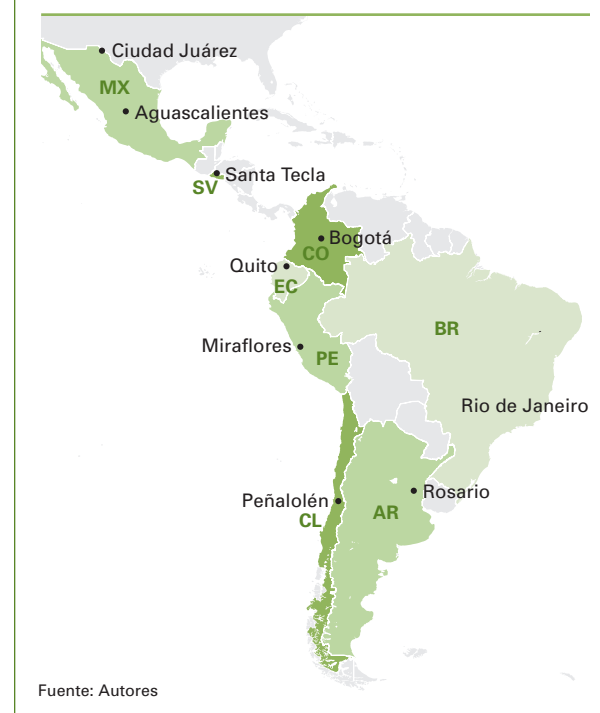 Ciudad Juárez
MX
Aguascalientes
Santa Tecla
SV
Bogotá
CO
Quito
EC
BR
Miraflores
PE
Rio de Janeiro
Rosario
Peñalolén
AR
CL
Fuente: Autores